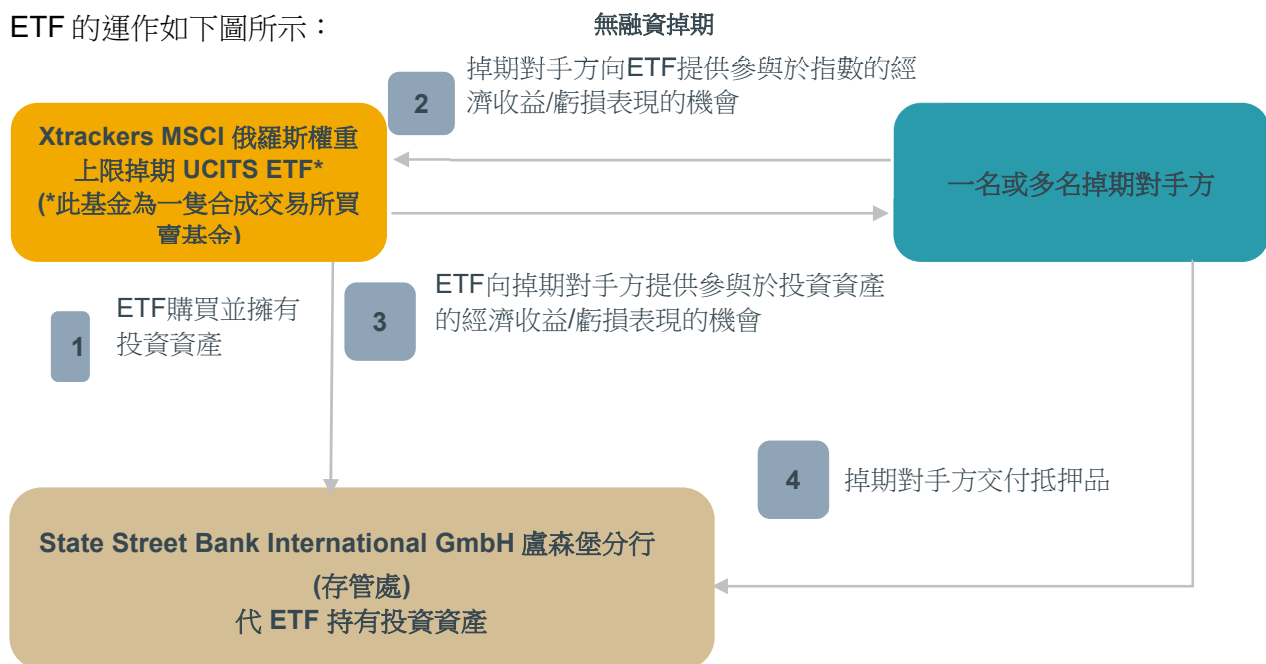 ETF 的運作如下圖所示：
無融資掉期
2
掉期對手方向ETF提供參與於指數的經
濟收益/虧損表現的機會
Xtrackers MSCI 俄羅斯權重
上限掉期 UCITS ETF*
(*此基金為一隻合成交易所買
賣基金)
一名或多名掉期對手方
1
ETF購買並擁有
投資資產
3
ETF向掉期對手方提供參與於投資資產
的經濟收益/虧損表現的機會
4
掉期對手方交付抵押品
State Street Bank International GmbH 盧森堡分行
(存管處)
代 ETF 持有投資資產